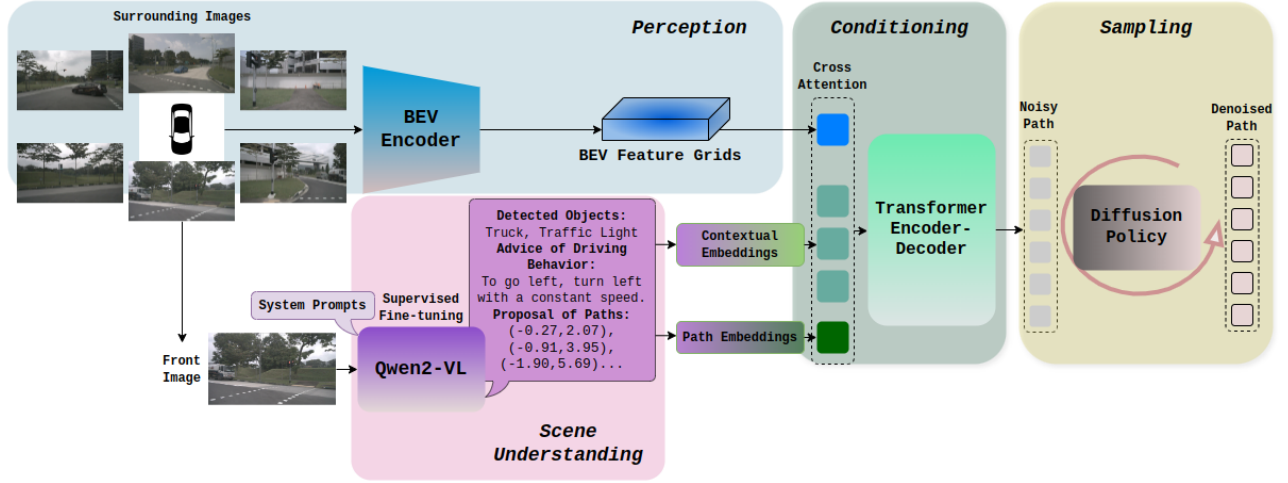 Surrounding Images
Perception
BEV
Encoder
BEV Feature Grids
Conditioning
Cross
Attention
Transformer
Encoder-
Decoder
Sampling
Noisy
Path
Denoised
Path
Diffusion
Policy
Front
Image
System Prompts
Supervised
Fine-tuning
Qwen2-VL
Detected Objects:
Truck, Traffic Light
Advice of Driving
Behavior:
To go left, turn left
with a constant speed.
Proposal of Paths:
(-0.27,2.07),
(-0.91,3.95),
(-1.90,5.69)...
Scene
Understanding
Contextual
Embeddings
Path Embeddings